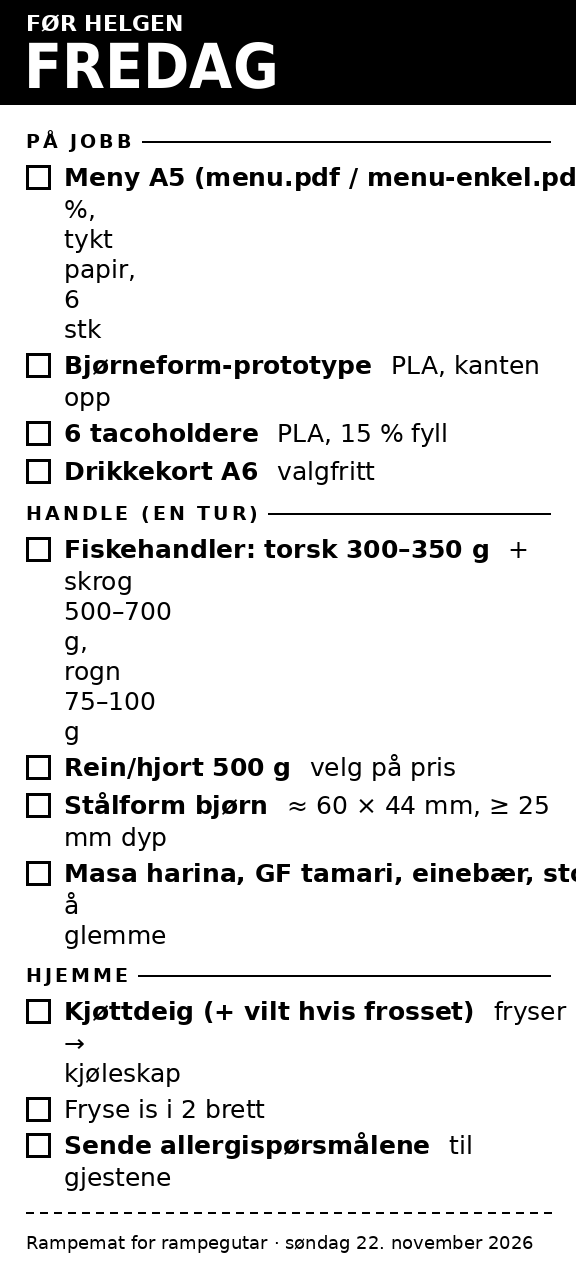 FØR HELGEN
FREDAG
PÅ JOBB
Meny A5 (menu.pdf / menu-enkel.pd
%,
tykt
papir,
6
stk
Bjørneform-prototype PLA, kanten
opp
6 tacoholdere PLA, 15 % fyll
Drikkekort A6 valgfritt
HANDLE (EN TUR)
Fiskehandler: torsk 300–350 g +
skrog
500–700
g,
rogn
75–100
g
Rein/hjort 500 g velg på pris
Stålform bjørn ≈ 60 × 44 mm, ≥ 25
mm dyp
Masa harina, GF tamari, einebær, sto
å
glemme
HJEMME
Kjøttdeig (+ vilt hvis frosset) fryser
→
kjøleskap
Fryse is i 2 brett
Sende allergispørsmålene til
gjestene
Rampemat for rampegutar · søndag 22. november 2026